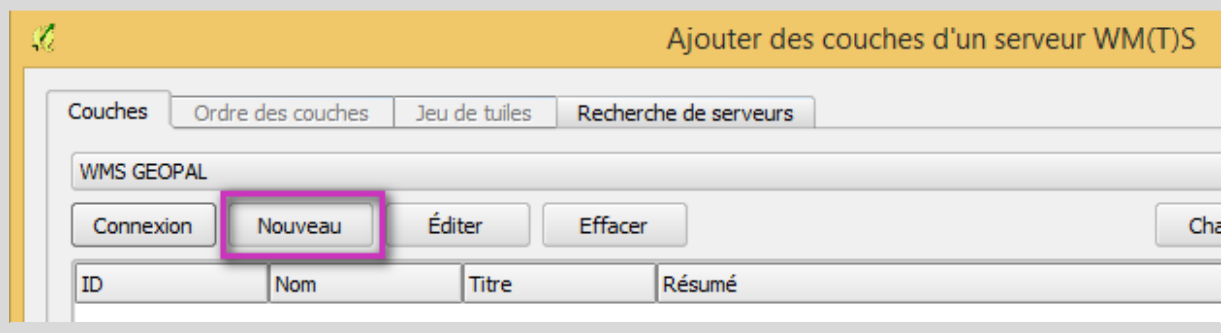 Ajouter des couches d'un serveur WM(T)S
Couches Ordre des couches Jeu de tuiles Recherche de serveurs
WMS GEOPAL
Connexion Nouveau Éditer Effacer Cha
ID Nom Titre Résumé